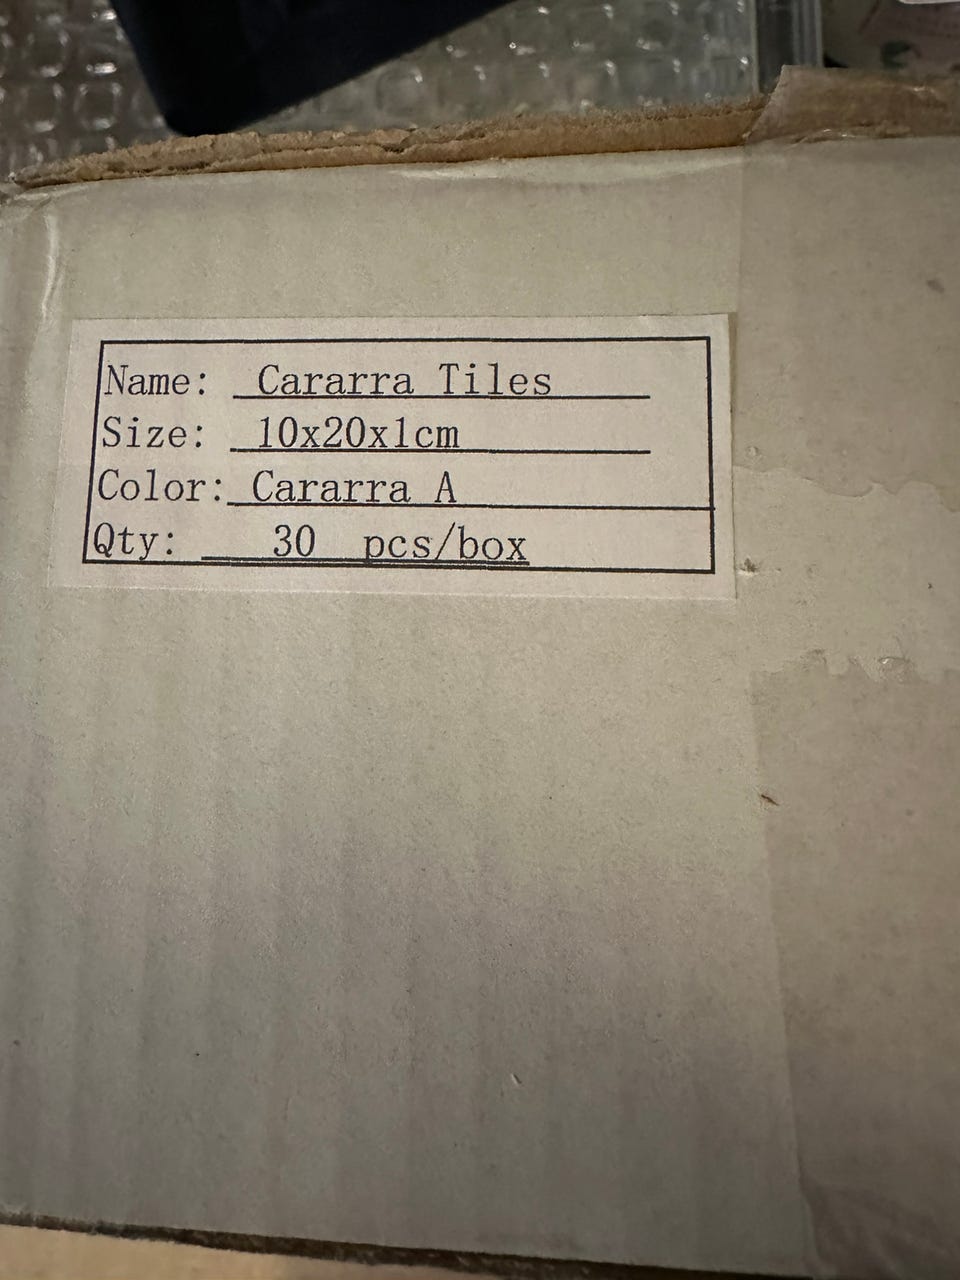 Name: Cararra Tiles
Size: 10x20x1cm
Color: Cararra A
Qty: 30 pcs/box